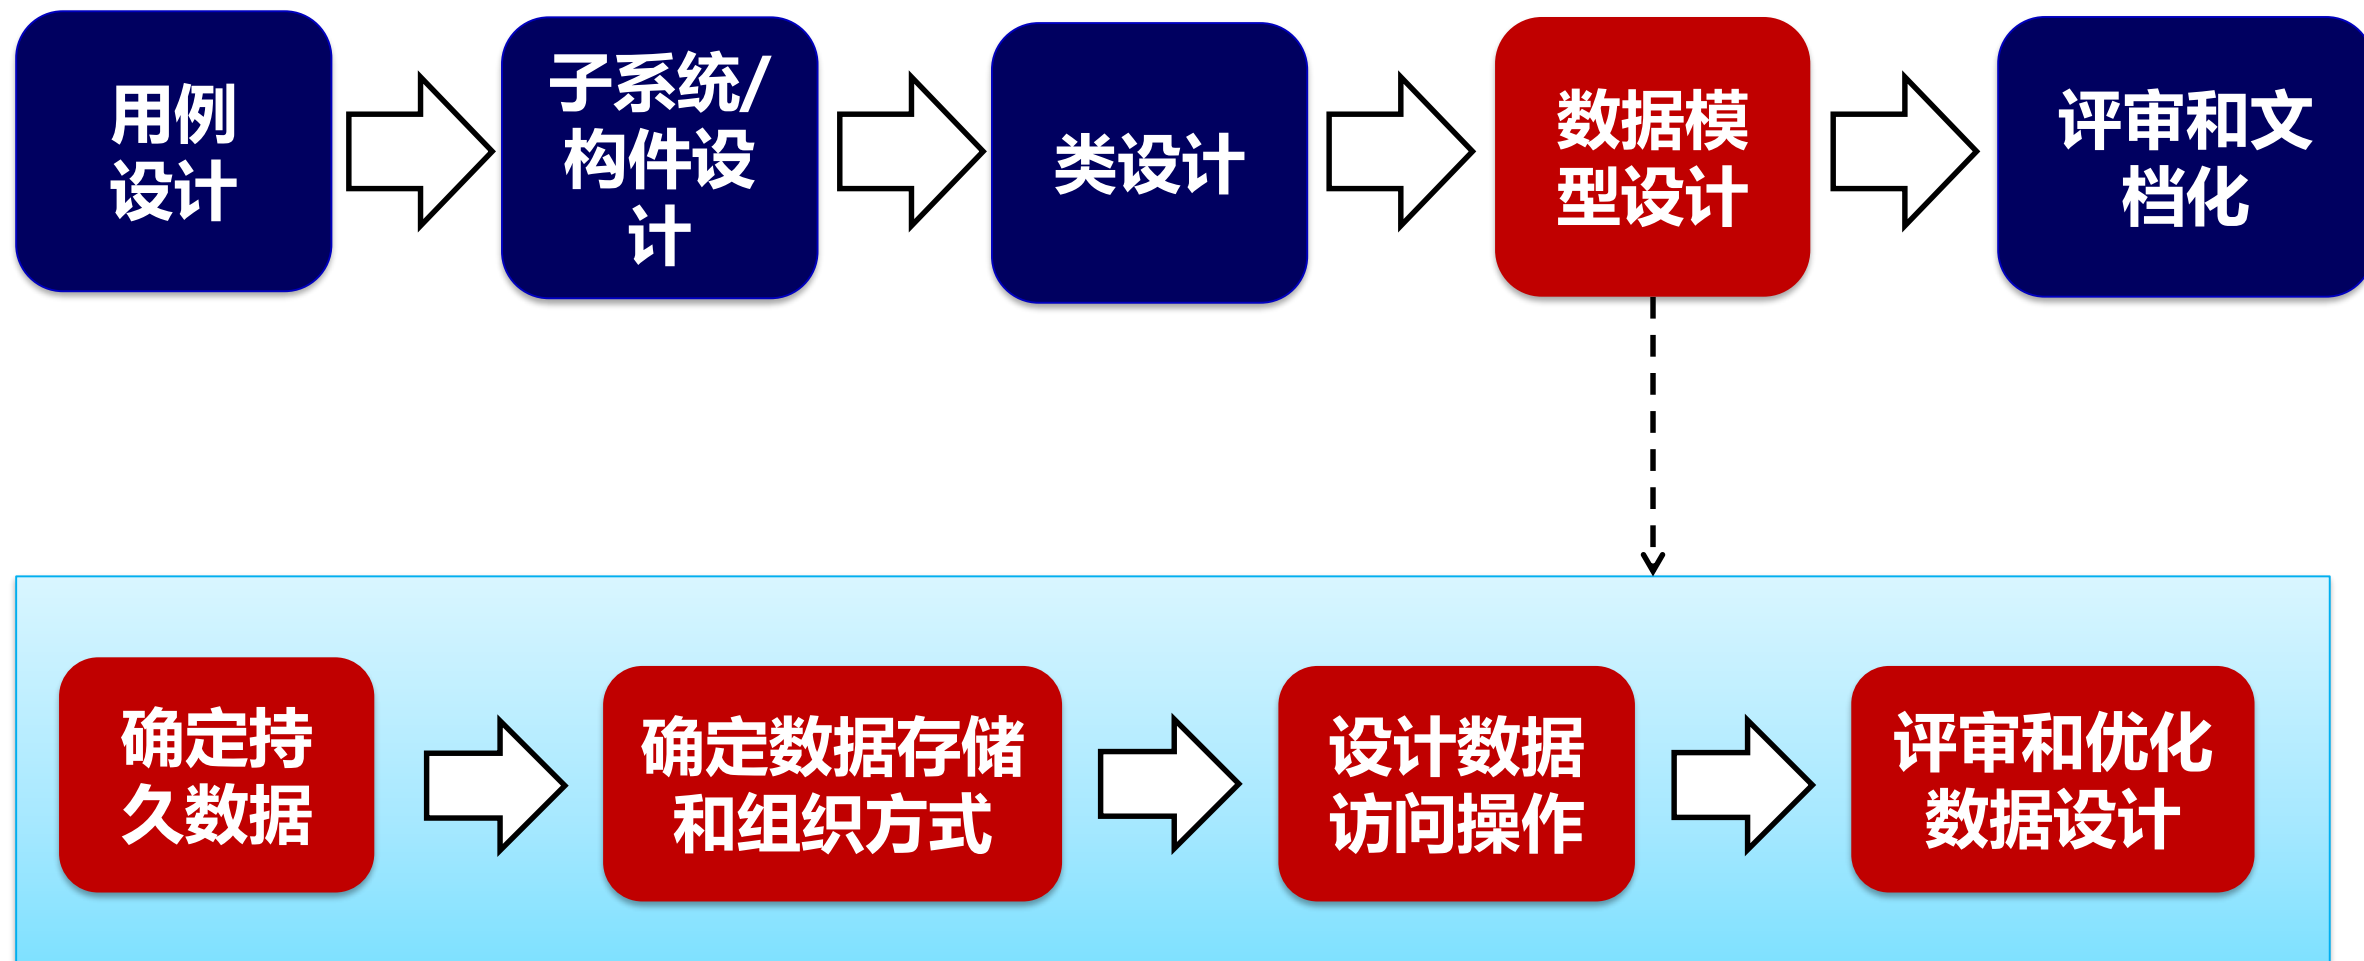 用例
设计
子系统/
构件设
计
类设计
数据模
型设计
评审和文
档化
确定持
久数据
确定数据存储
和组织方式
设计数据
访问操作
评审和优化
数据设计